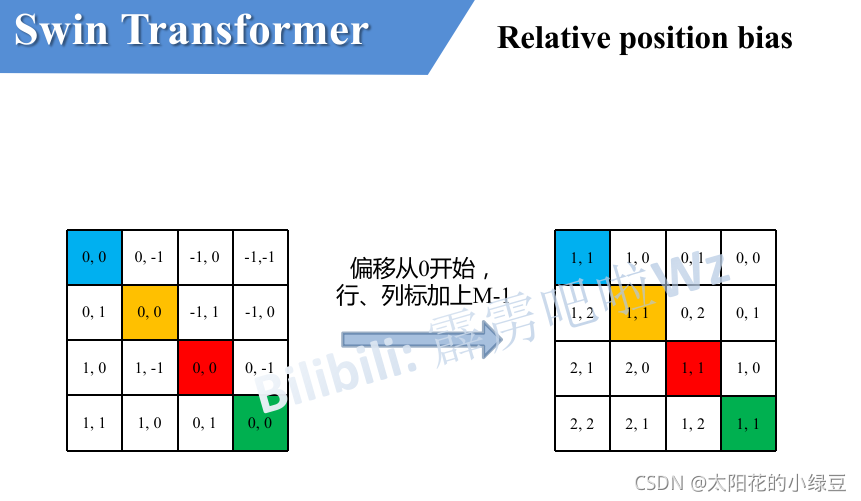 Swin Transformer
Relative position bias
0, 0 0, -1 -1, 0 -1,-1
0, 1 0, 0 -1, 1 -1, 0
1, 0 1, -1 0, 0 0, -1
1, 1 1, 0 0, 1 0, 0
偏移从0开始，
行、列标加上M-1
1, 1 1, 0 0, 1 0, 0
1, 2 1, 1 0, 2 0, 1
2, 1 2, 0 1, 1 1, 0
2, 2 2, 1 1, 2 1, 1
Bilibili: 霹雳吧啦Wz
CSDN @太阳花的小绿豆